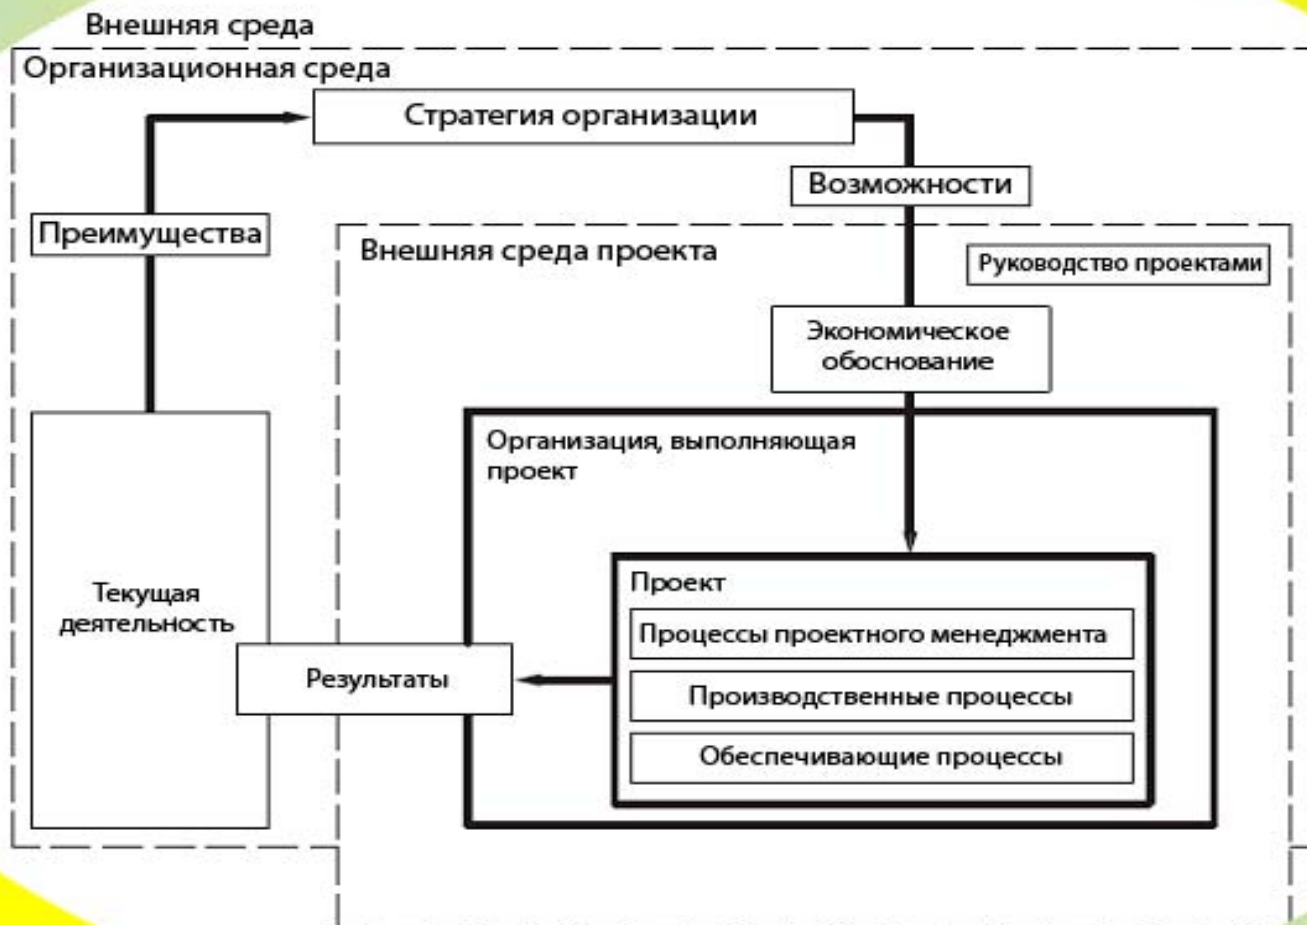 Внешняя среда
Организационная среда
Стратегия организации
Возможности
Преимущества
Внешняя среда проекта
Руководство проектами
Экономическое
обоснование
Организация, выполняющая
проект
Проект
Процессы проектного менеджмента
Производственные процессы
Обеспечивающие процессы
Текущая
деятельность
Результаты